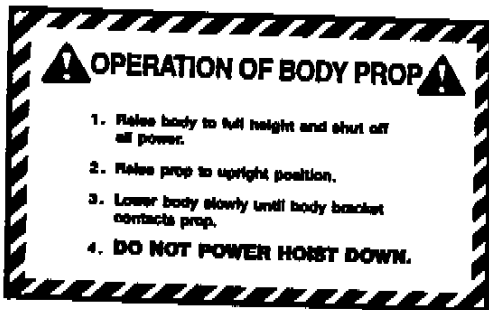 OPERATION OF BODY PROP
1. Raise body to full height and shut off
all power.
2. Raise prop to upright position.
3. Lower body slowly until body bracket
contacts prop.
4. DO NOT POWER HOIST DOWN.